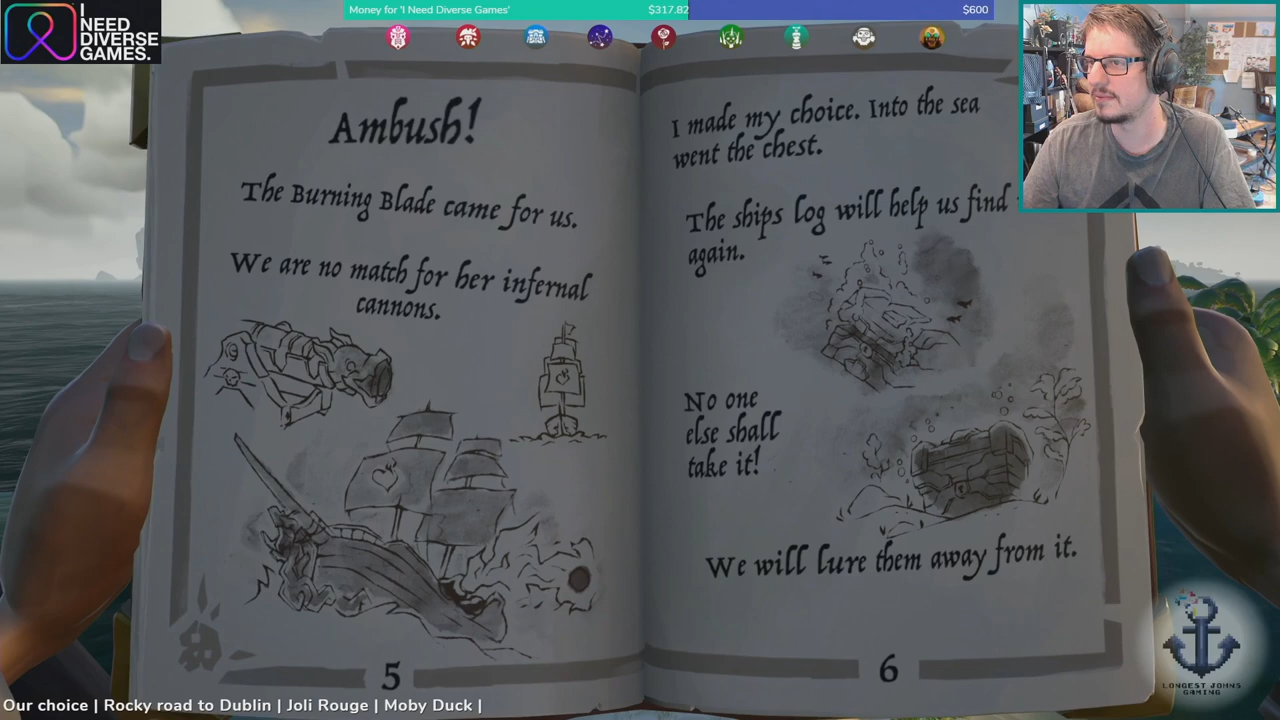 I
NEED
DIVERSE
GAMES.
Money for 'I Need Diverse Games'
$317.82
$600
Ambush!
The Burning Blade came for us.
We are no match for her infernal
cannons.
5
I made my choice. Into the sea
went the chest.
The ships log will help us find
again.
No one
else shall
take it!
We will lure them away from it.
6
LONGEST JOHNS
GAMING
Our choice | Rocky road to Dublin | Joli Rouge | Moby Duck |